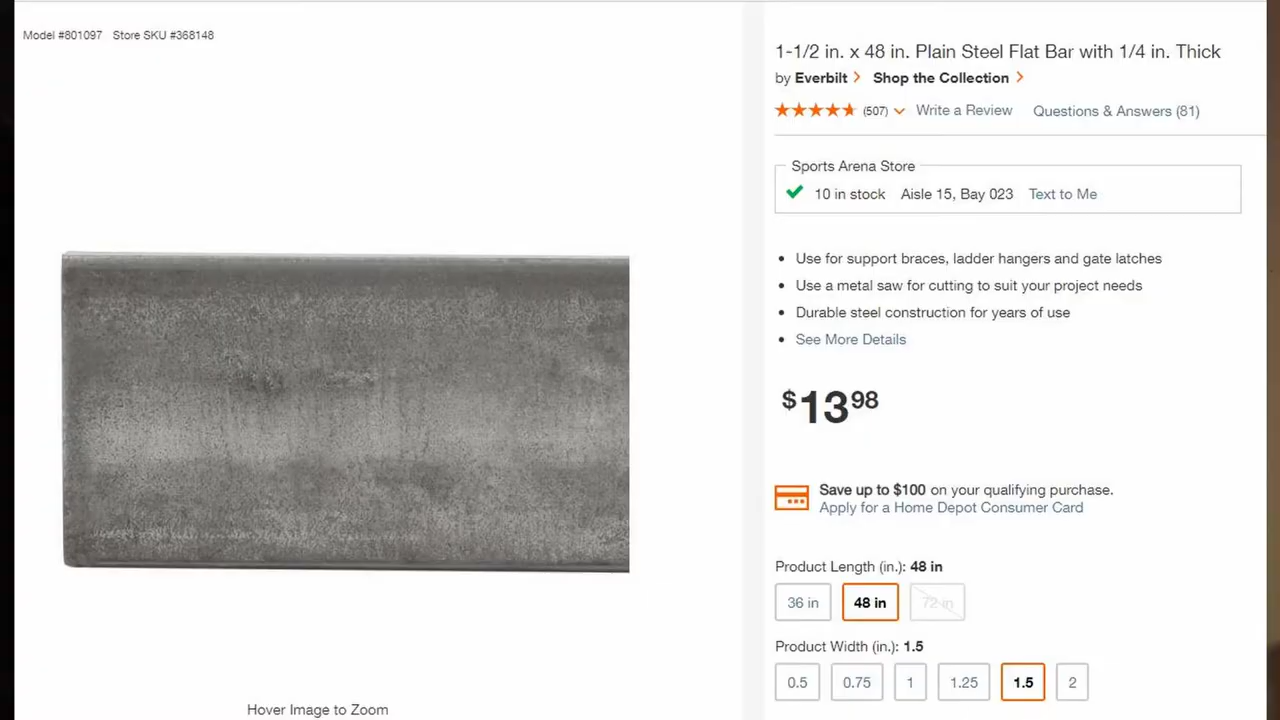 Model #801097 Store SKU #368148
1-1/2 in. x 48 in. Plain Steel Flat Bar with 1/4 in. Thick
by Everbilt > Shop the Collection >
(507) Write a Review Questions & Answers (81)
Sports Arena Store
10 in stock Aisle 15, Bay 023 Text to Me
• Use for support braces, ladder hangers and gate latches
• Use a metal saw for cutting to suit your project needs
• Durable steel construction for years of use
• See More Details
$13 98
Save up to $100 on your qualifying purchase.
Apply for a Home Depot Consumer Card
Product Length (in.): 48 in
36 in 48 in 72 in
Product Width (in.): 1.5
0.5 0.75 1 1.25 1.5 2
Hover Image to Zoom